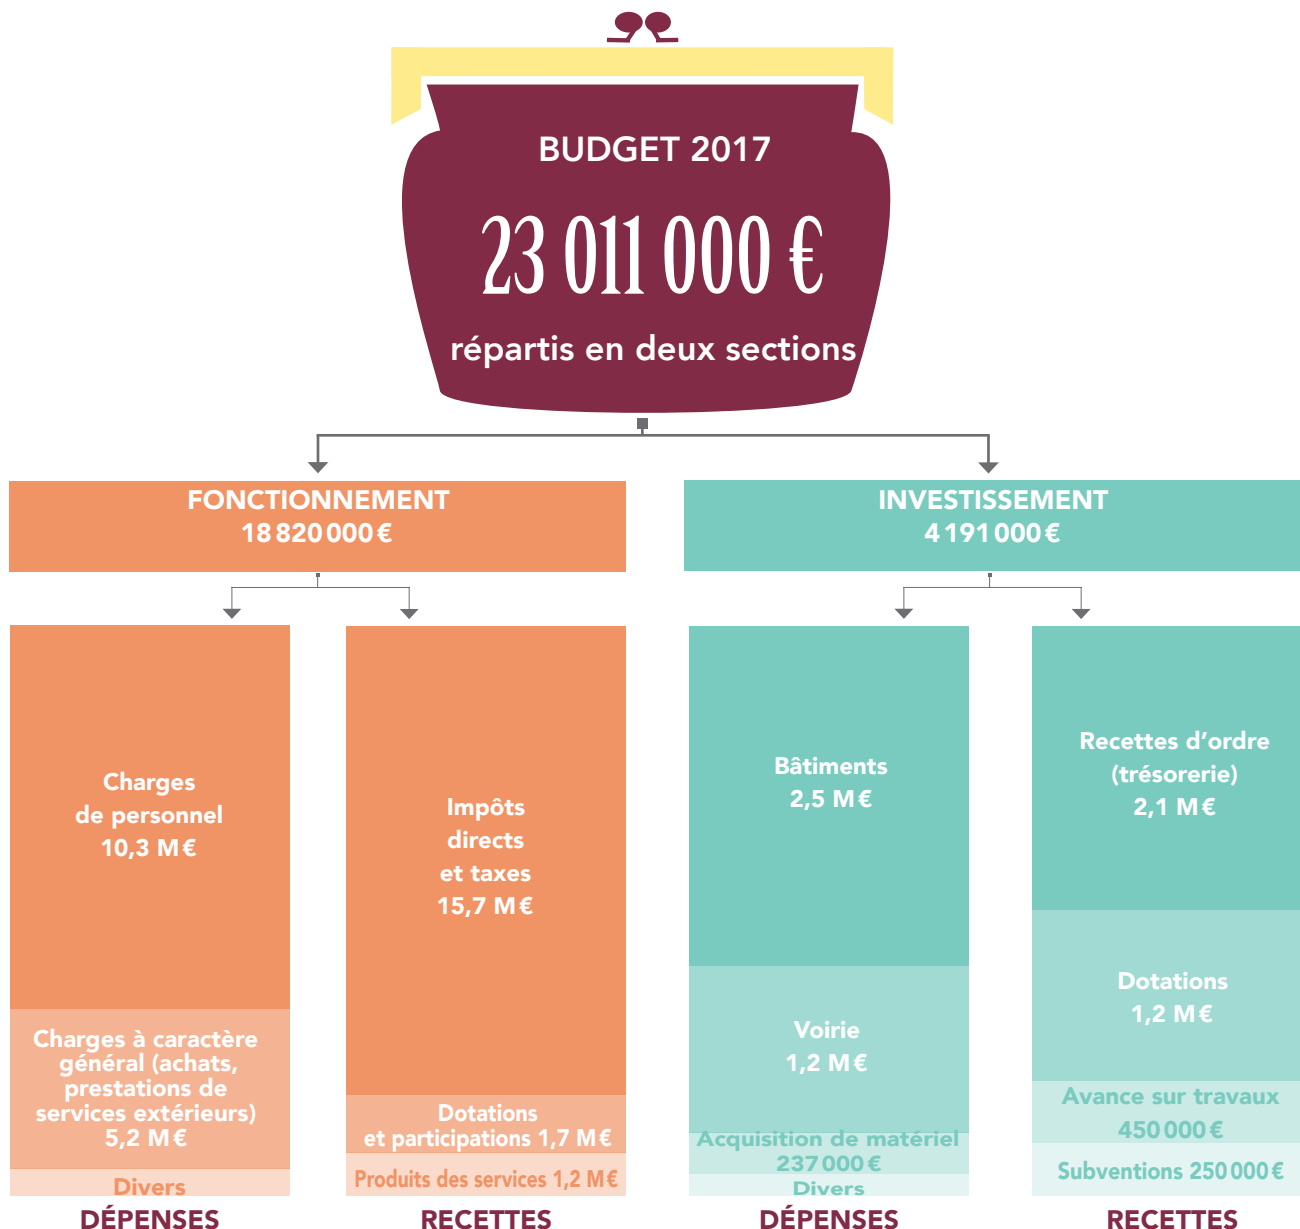 BUDGET 2017
23 011 000 €
répartis en deux sections
FONCTIONNEMENT
18 820 000 €
INVESTISSEMENT
4 191 000 €
Charges
de personnel
10,3 M €
Charges à caractère
général (achats,
prestations de
services extérieurs)
5,2 M €
Divers
DÉPENSES
Impôts
directs
et taxes
15,7 M €
Dotations
et participations 1,7 M €
Produits des services 1,2 M €
RECETTES
Bâtiments
2,5 M €
Voirie
1,2 M €
Acquisition de matériel
237 000 €
Divers
DÉPENSES
Recettes d’ordre
(trésorerie)
2,1 M €
Dotations
1,2 M €
Avance sur travaux
450 000 €
Subventions 250 000 €
RECETTES